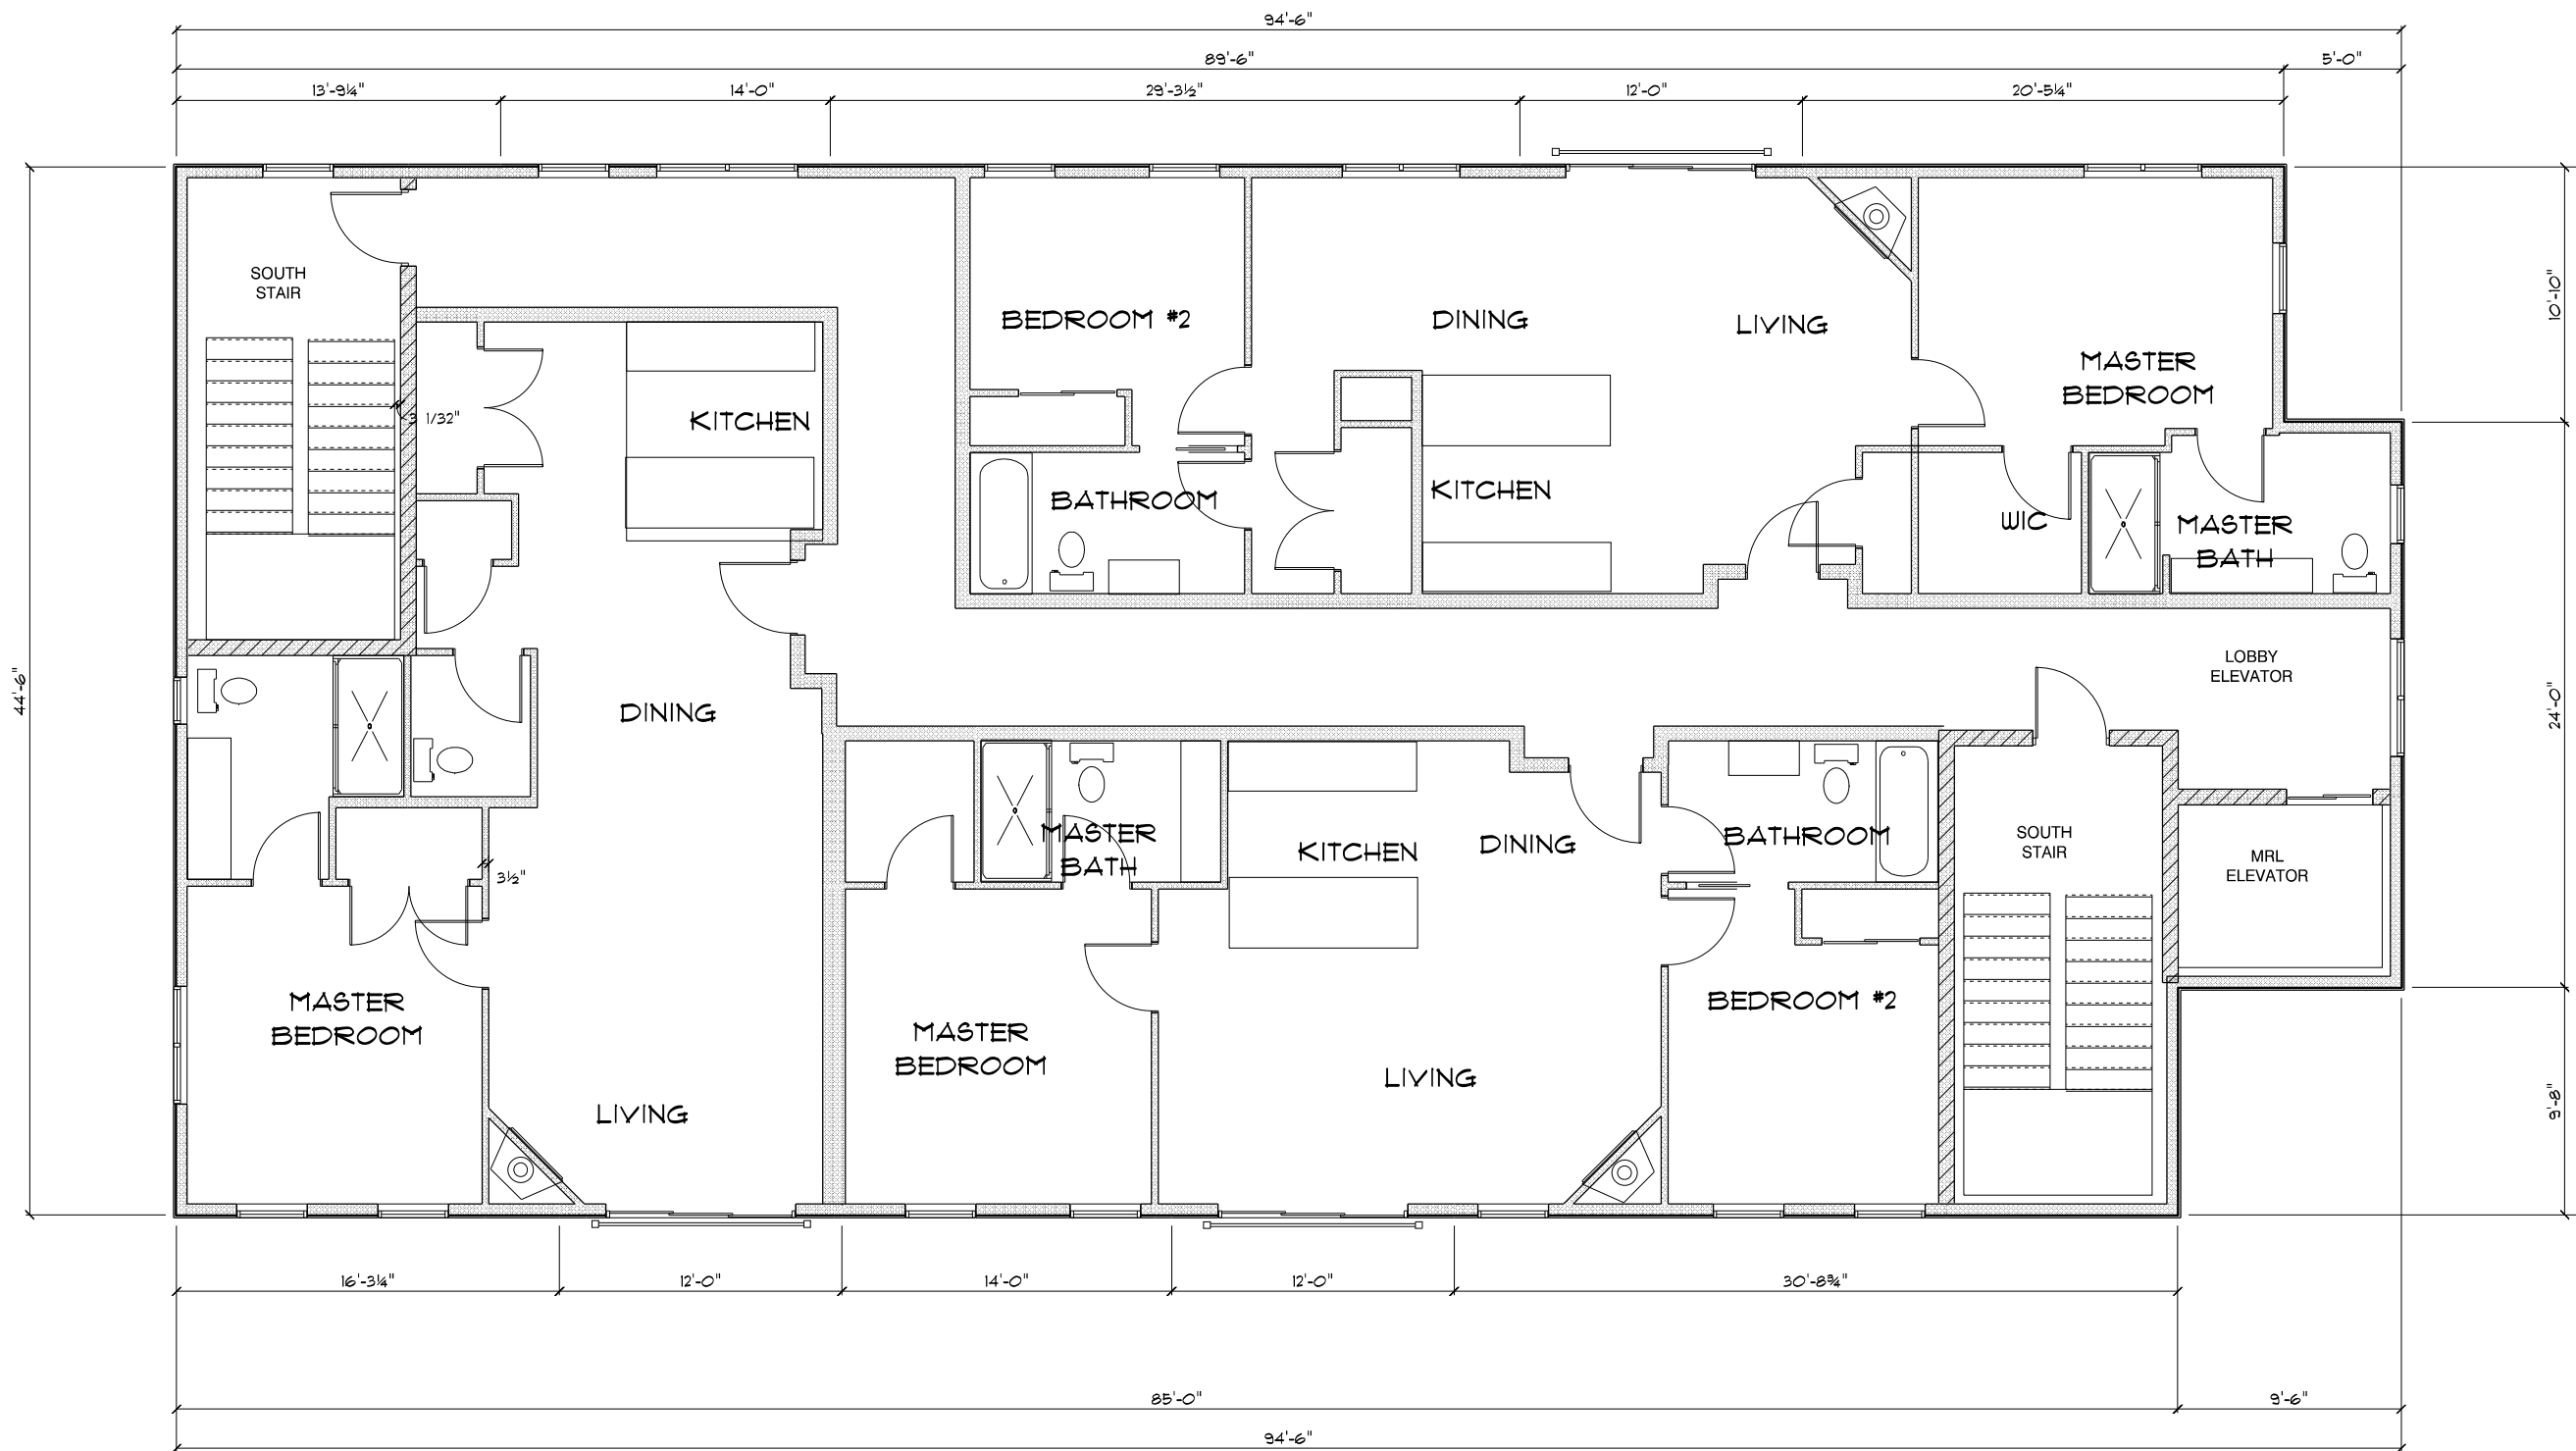 94'-6"
89'-6"
5'-0"
13'-9¼"
14'-0"
29'-3½"
12'-0"
20'-5¼"
SOUTH
STAIR
10'-10"
BEDROOM #2
DINING
LIVING
MASTER
BEDROOM
3 1/32"
KITCHEN
KITCHEN
BATHROOM
WIC
MASTER
BATH
LOBBY
ELEVATOR
44'-6"
24'-0"
DINING
MASTER
BATH
KITCHEN
DINING
BATHROOM
SOUTH
STAIR
MRL
ELEVATOR
3½"
MASTER
BEDROOM
MASTER
BEDROOM
BEDROOM #2
LIVING
LIVING
9'-8"
16'-3¼"
12'-0"
14'-0"
12'-0"
30'-8¾"
85'-0"
9'-6"
94'-6"